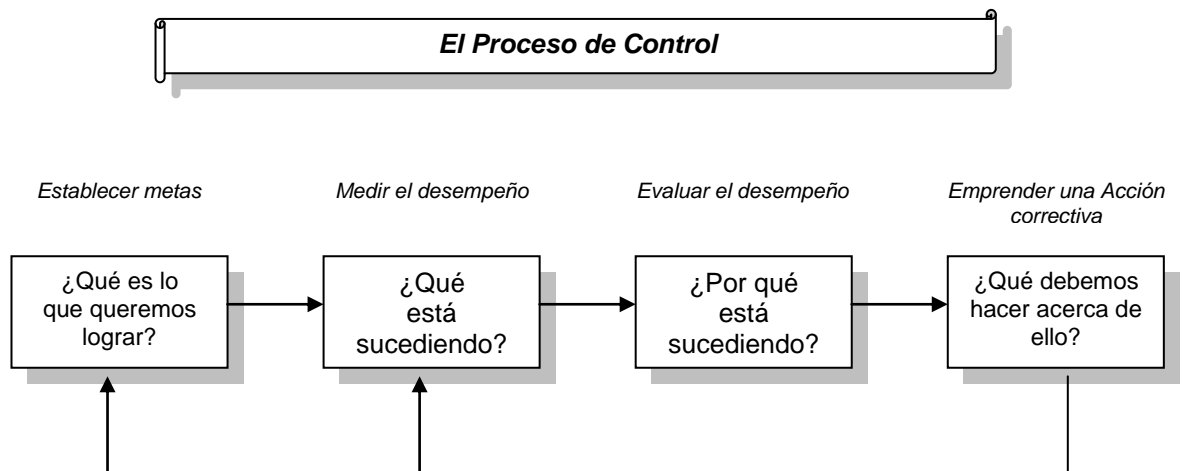 El Proceso de Control
Establecer metas
Medir el desempeño
Evaluar el desempeño
Emprender una Acción
correctiva
¿Qué es lo
que queremos
lograr?
¿Qué
está
sucediendo?
¿Por qué
está
sucediendo?
¿Qué debemos
hacer acerca de
ello?